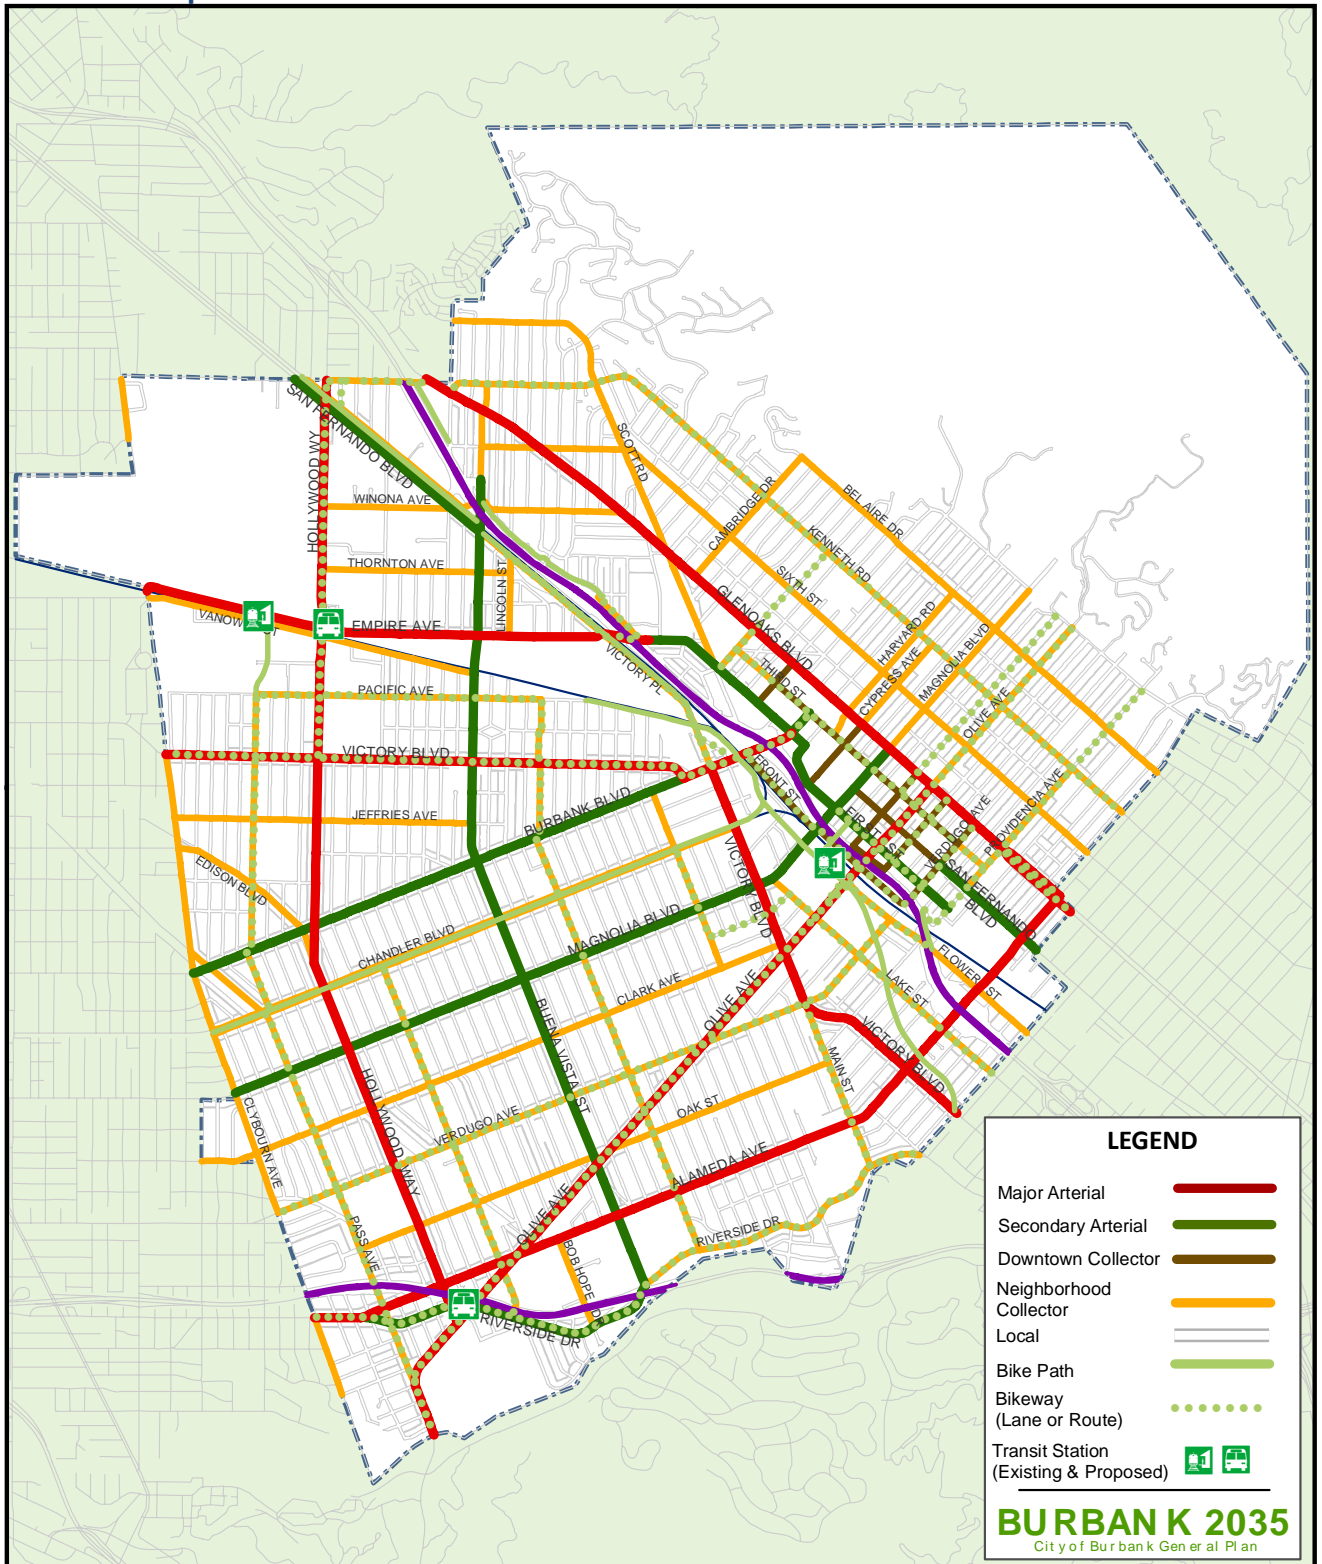 SAN FERNANDO BLVD
HOLLYWOOD WY
WINONA AVE
THORNTON AVE
LINCOLN ST
SCOTT RD
CAMBRIDGE DR
BEL AIRE DR
KENNETH RD
SIXTH ST
GLENOAKS BLVD
HARVARD RD
CYPRESS AVE
MAGNOLIA BLVD
THIRD ST
OLIVE AVE
EMPIRE AVE
VICTORY PL
PACIFIC AVE
VICTORY BLVD
FRONT ST
FIRST ST
VERDUGO AVE
PROVIDENCIA AVE
SAN FERNANDO
BLVD
JEFFRIES AVE
BURBANK BLVD
EDISON BLVD
VICTORY BLVD
CHANDLER BLVD
MAGNOLIA BLVD
CLARK AVE
OLIVE AVE
FLOWER ST
LAKE ST
BUENA VISTA ST
VICTORY BLVD
MAIN ST
CLYBOURN AVE
HOLLYWOOD WAY
VERDUGO AVE
OAK ST
ALAMEDA AVE
PASS AVE
OLIVE AVE
BOB HOPE DR
RIVERSIDE DR
RIVERSIDE DR
LEGEND
Major Arterial
Secondary Arterial
Downtown Collector
Neighborhood
Collector
Local
Bike Path
Bikeway
(Lane or Route)
Transit Station
(Existing & Proposed)
BURBANK 2035
City of Burbank General Plan